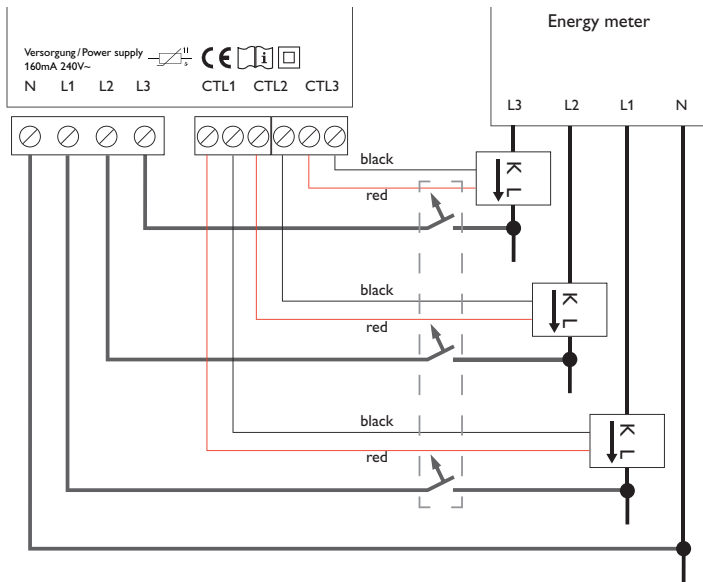 Energy meter
Versorgung/Power supply
160mA 240V~
N L1 L2 L3 CTL1 CTL2 CTL3
L3 L2 L1 N
black
red
K L
black
red
K L
black
red
K L